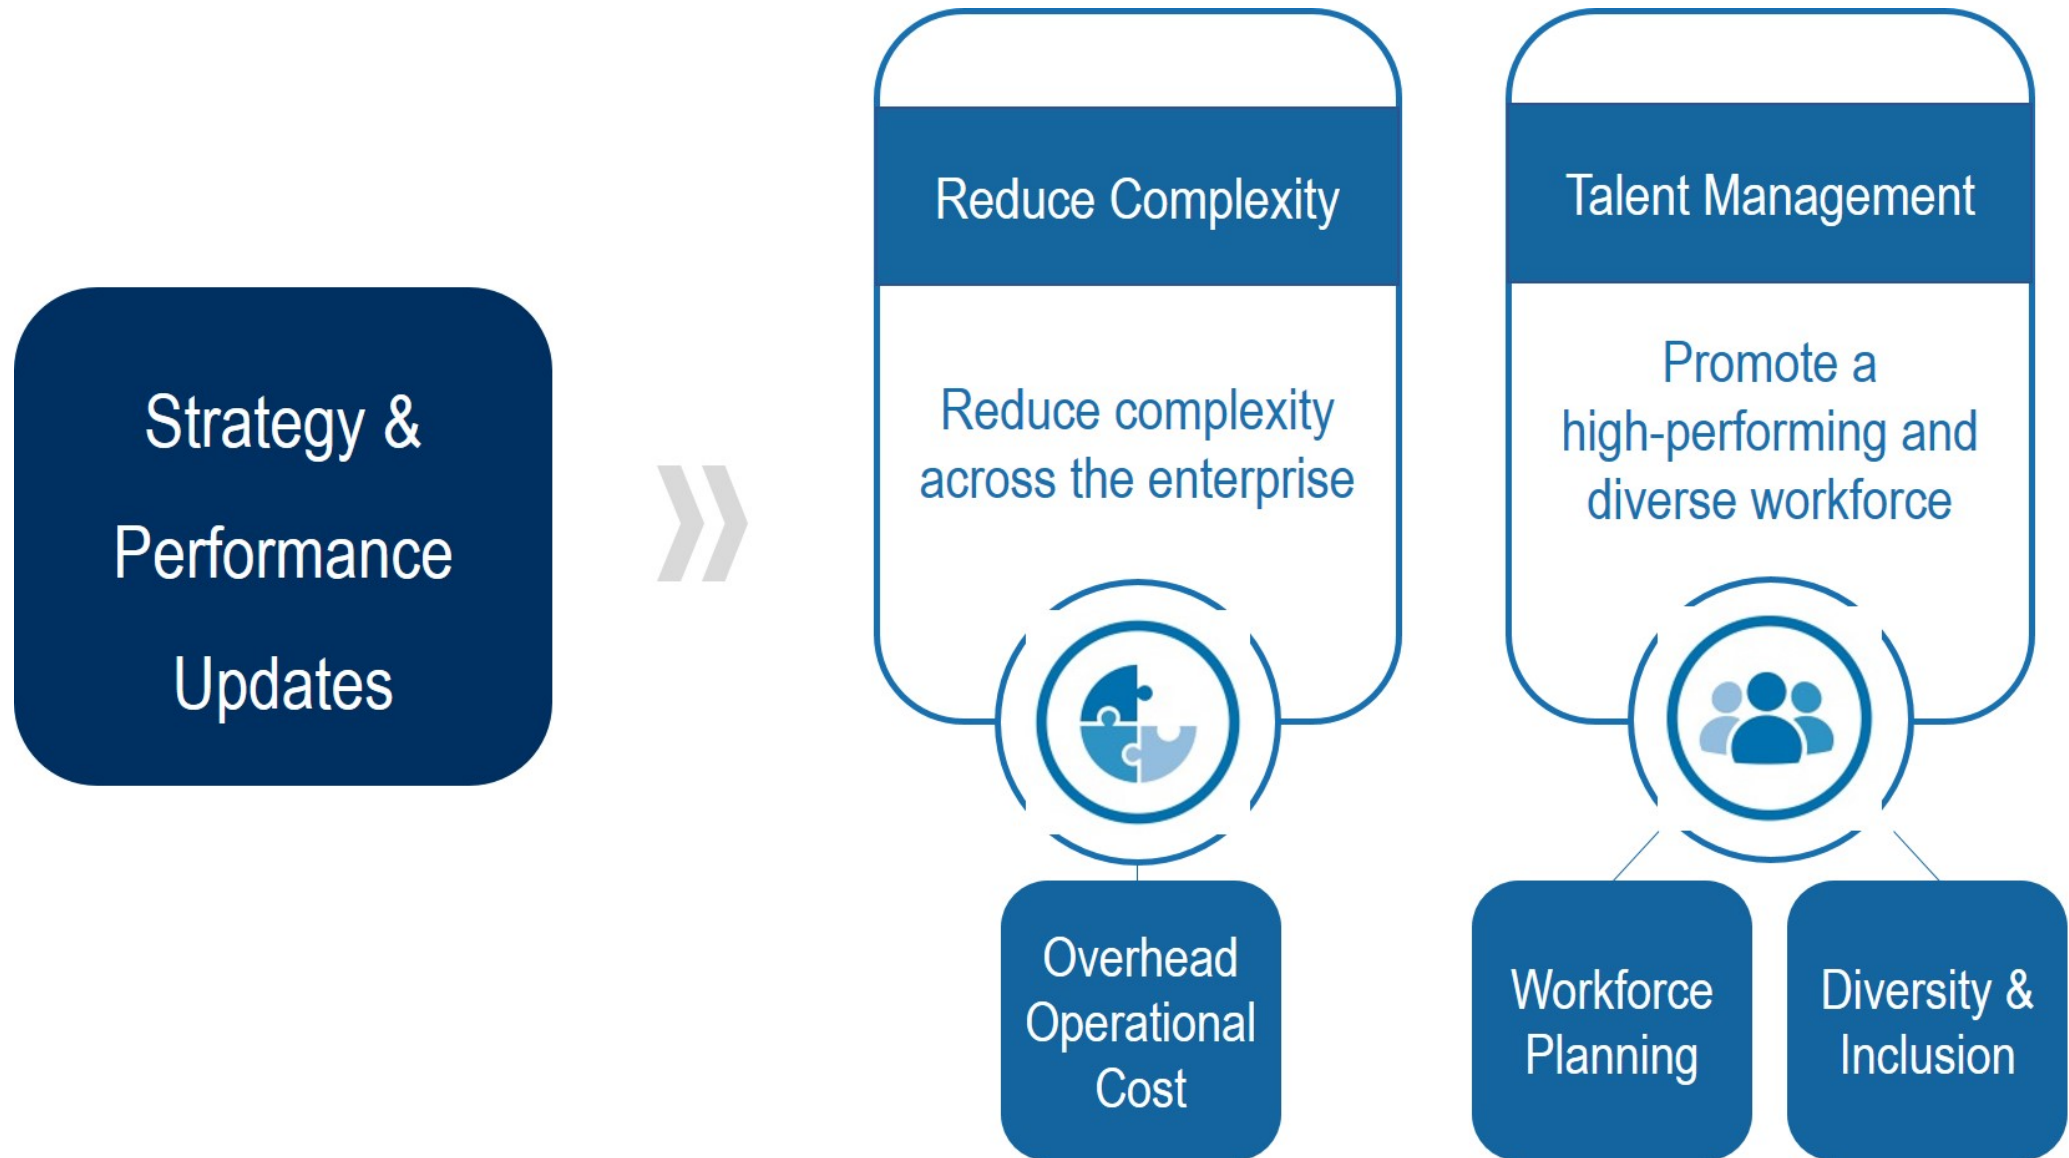 Strategy &
Performance
Updates
Reduce Complexity
Reduce complexity
across the enterprise
Overhead
Operational
Cost
Talent Management
Promote a
high-performing and
diverse workforce
Workforce
Planning
Diversity &
Inclusion